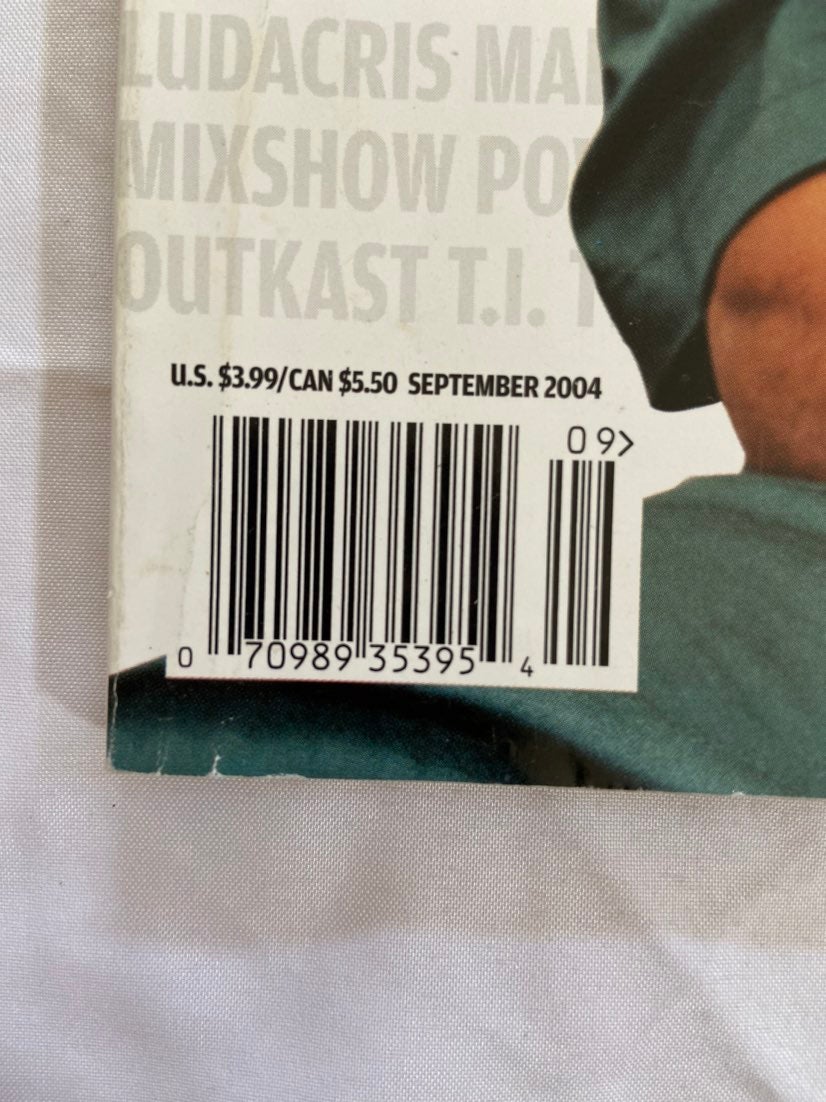 LUDACRIS
MIXSHOW
OUTKAST T.I.
U.S. $3.99/CAN $5.50 SEPTEMBER 2004
09>
0 70989 35395 4